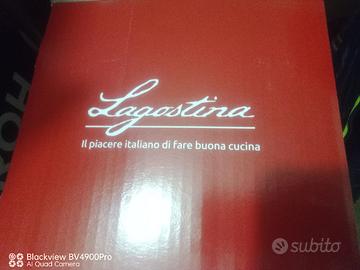 Lagostina
Il piacere italiano di fare buona cucina
Blackview BV4900Pro
AI Quad Camera
subito